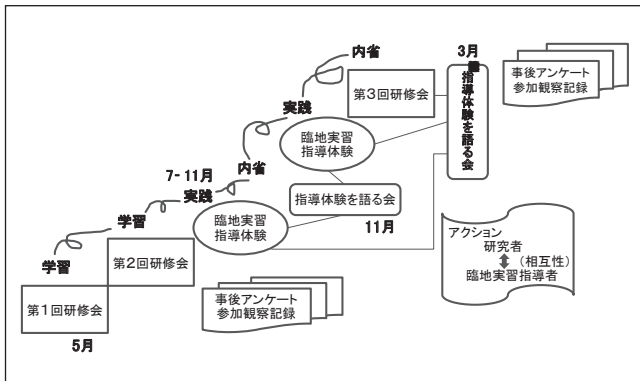 内省
3月
事後アンケート
参加観察記録
第3回研修会
指導体験を語る会
実践
臨地実習
指導体験
内省
7-11月
実践
指導体験を語る会
11月
学習
臨地実習
指導体験
アクション
研究者
(相互性)
臨地実習指導者
学習
第2回研修会
第1回研修会
事後アンケート
参加観察記録
5月